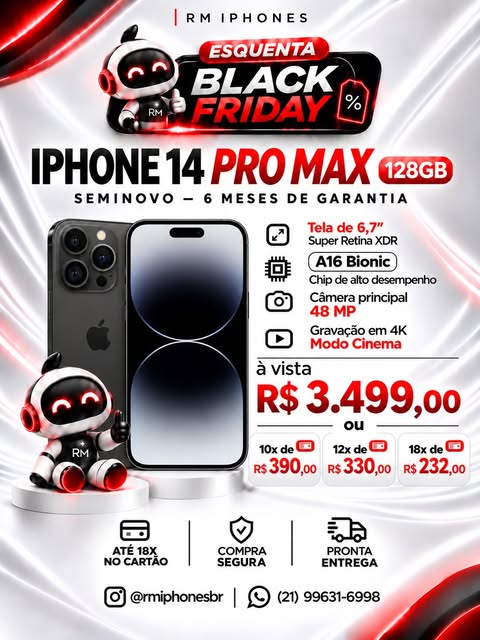 RM IPHONES
ESQUENTA
BLACK
FRIDAY
%
RM
IPHONE 14 PRO MAX 128GB
SEMINOVO – 6 MESES DE GARANTIA
Tela de 6,7”
Super Retina XDR
A16 Bionic
Chip de alto desempenho
Câmera principal
48 MP
Gravação em 4K
Modo Cinema
à vista
R$ 3.499,00
ou
10x de
R$ 390,00
12x de
R$ 330,00
18x de
R$ 232,00
RM
ATÉ 18X
NO CARTÃO
COMPRA
SEGURA
PRONTA
ENTREGA
@rmiphonesbr
(21) 99631-6998